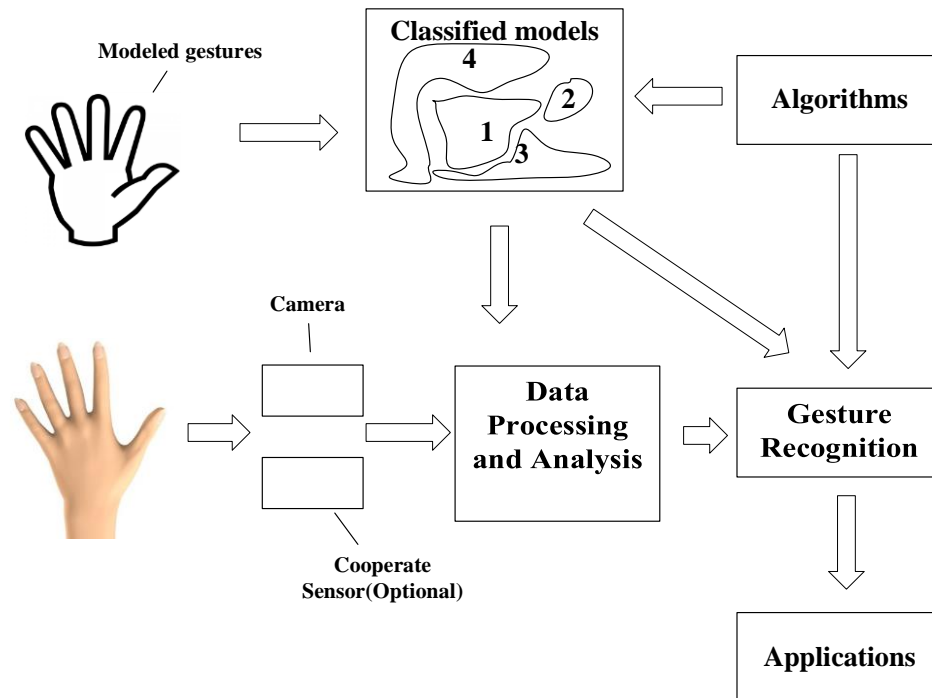 Modeled gestures
Classified models
4
2
1
3
Algorithms
Camera
Data
Processing
and Analysis
Gesture
Recognition
Cooperate
Sensor(Optional)
Applications